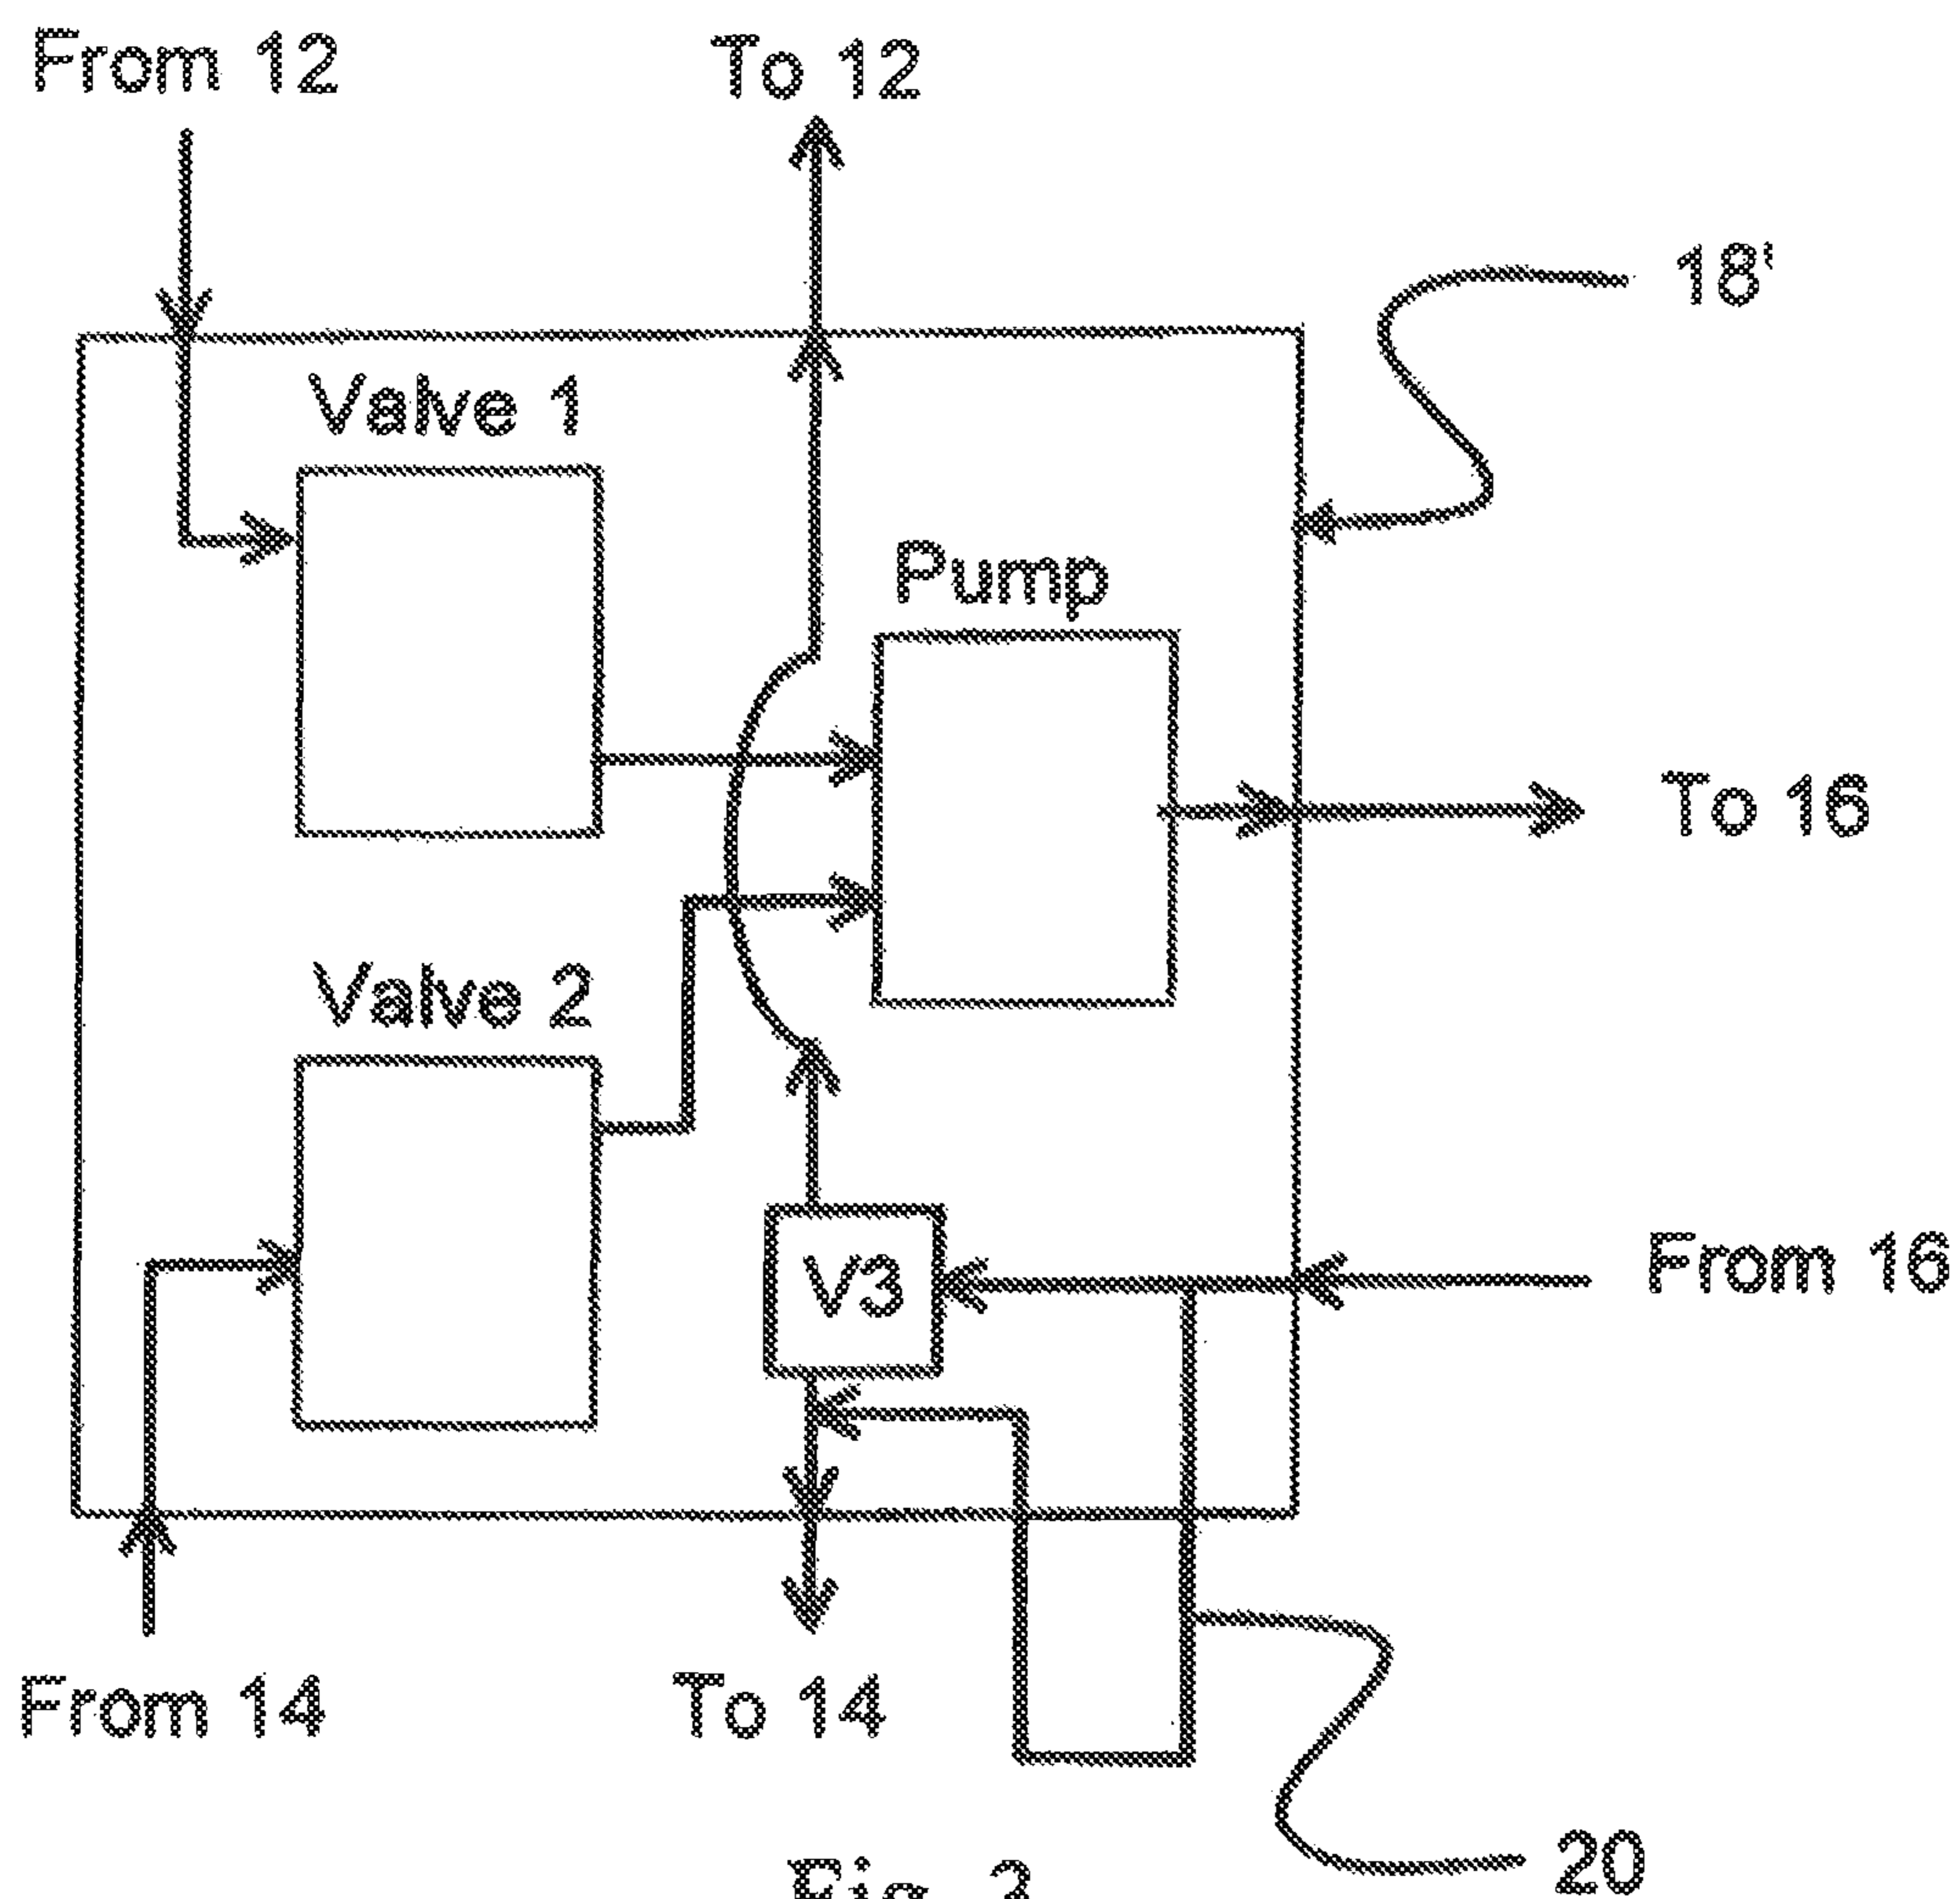 From 12
To 12
18'
Valve 1
Pump
To 16
Valve 2
V3
From 16
From 14
To 14
20
Fig.